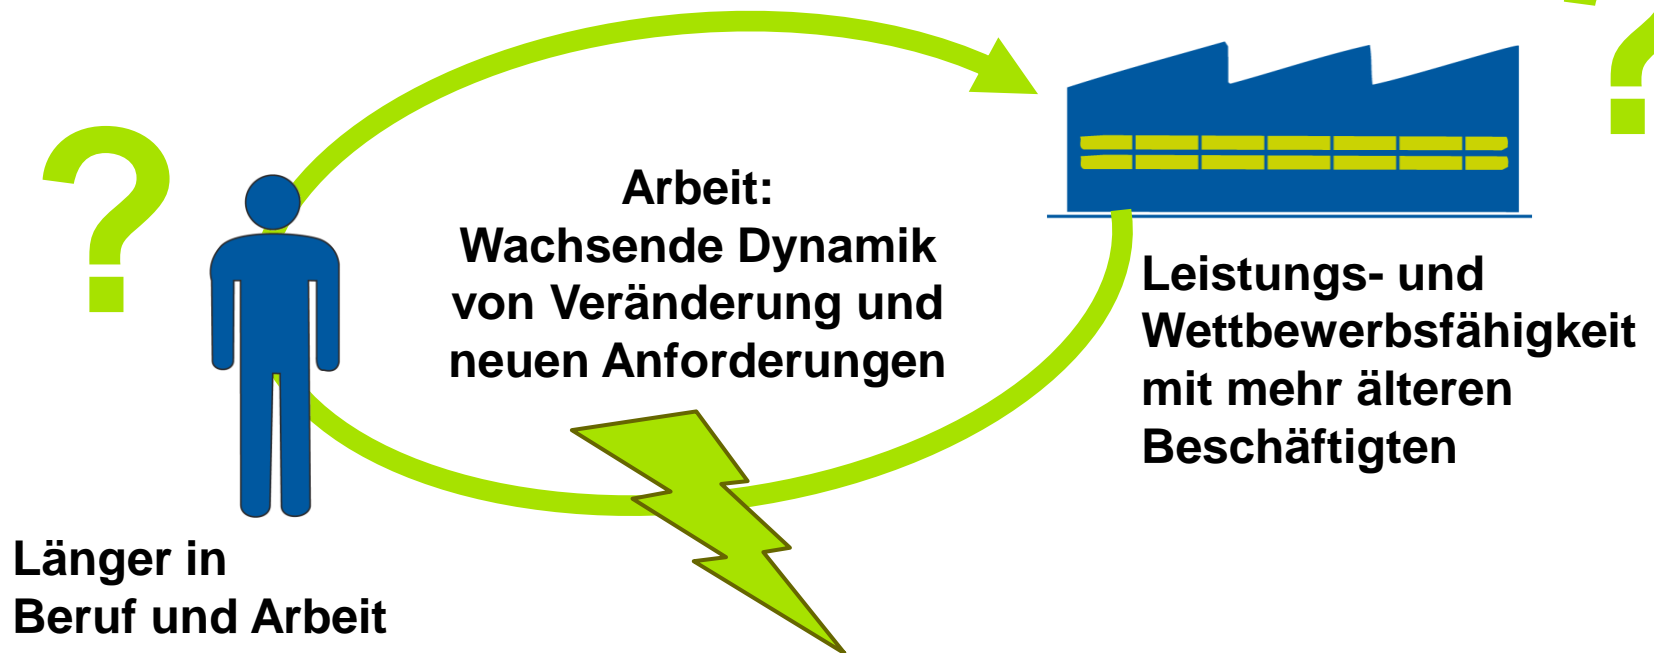 ?
?
Arbeit:
Wachsende Dynamik
von Veränderung und
neuen Anforderungen
Leistungs- und
Wettbewerbsfähigkeit
mit mehr älteren
Beschäftigten
Länger in
Beruf und Arbeit